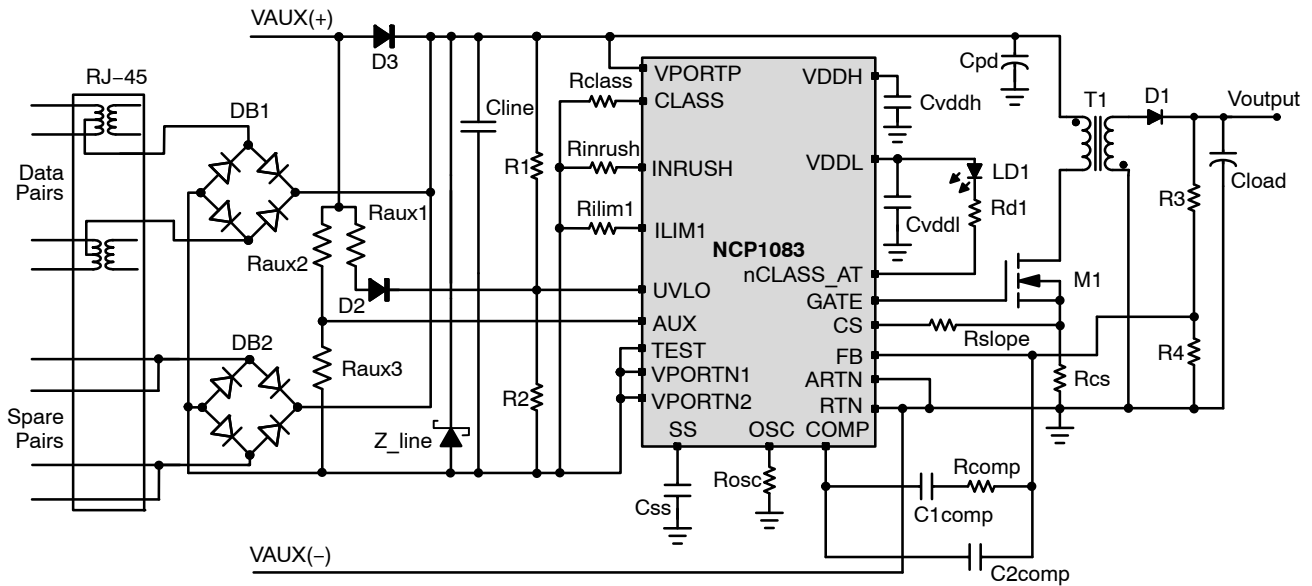 VAUX(+)
D3
RJ−45
DB1
Data
Pairs
Raux1
Raux2
D2
DB2
Raux3
Spare
Pairs
Z_line
Cline
R1
R2
Rclass
Rinrush
Rilim1
VPORTP
CLASS
INRUSH
ILIM1
NCP1083
UVLO
AUX
TEST
VPORTN1
VPORTN2
SS
OSC
COMP
VDDH
VDDL
nCLASS_AT
GATE
CS
FB
ARTN
RTN
Cvddh
Cvddl
LD1
Rd1
Cpd
T1
D1
Voutput
R3
Cload
M1
Rslope
Rcs
R4
Css
Rosc
Rcomp
C1comp
C2comp
VAUX(−)